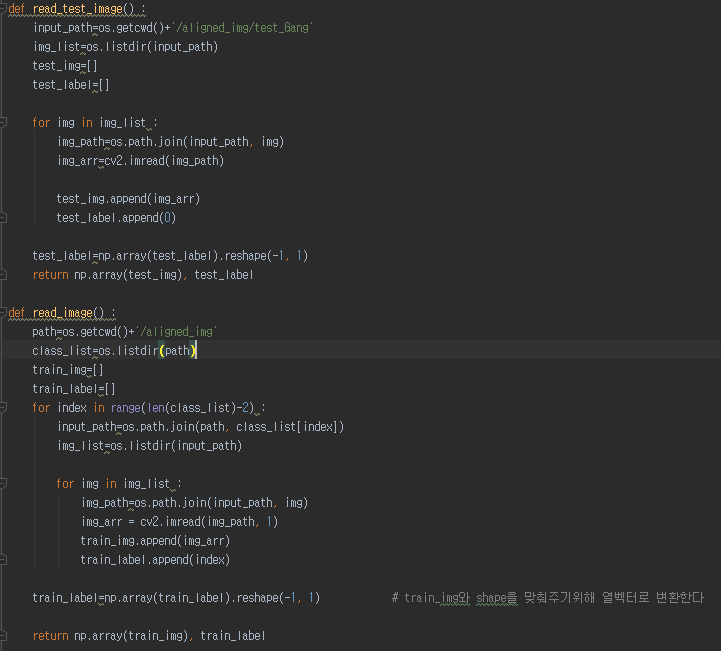 def read_test_image() :
    input_path=os.getcwd()+'/aligned_img/test_Gang'
    img_list=os.listdir(input_path)
    test_img=[]
    test_label=[]

    for img in img_list :
        img_path=os.path.join(input_path, img)
        img_arr=cv2.imread(img_path)

        test_img.append(img_arr)
        test_label.append(0)

    test_label=np.array(test_label).reshape(-1, 1)
    return np.array(test_img), test_label

def read_image() :
    path=os.getcwd()+'/aligned_img'
    class_list=os.listdir(path)
    train_img=[]
    train_label=[]
    for index in range(len(class_list)-2) :
        input_path=os.path.join(path, class_list[index])
        img_list=os.listdir(input_path)

        for img in img_list :
            img_path=os.path.join(input_path, img)
            img_arr = cv2.imread(img_path, 1)
            train_img.append(img_arr)
            train_label.append(index)

    train_label=np.array(train_label).reshape(-1, 1)            # train_img와 shape을 맞춰주기위해 열벡터로 변환한다

    return np.array(train_img), train_label